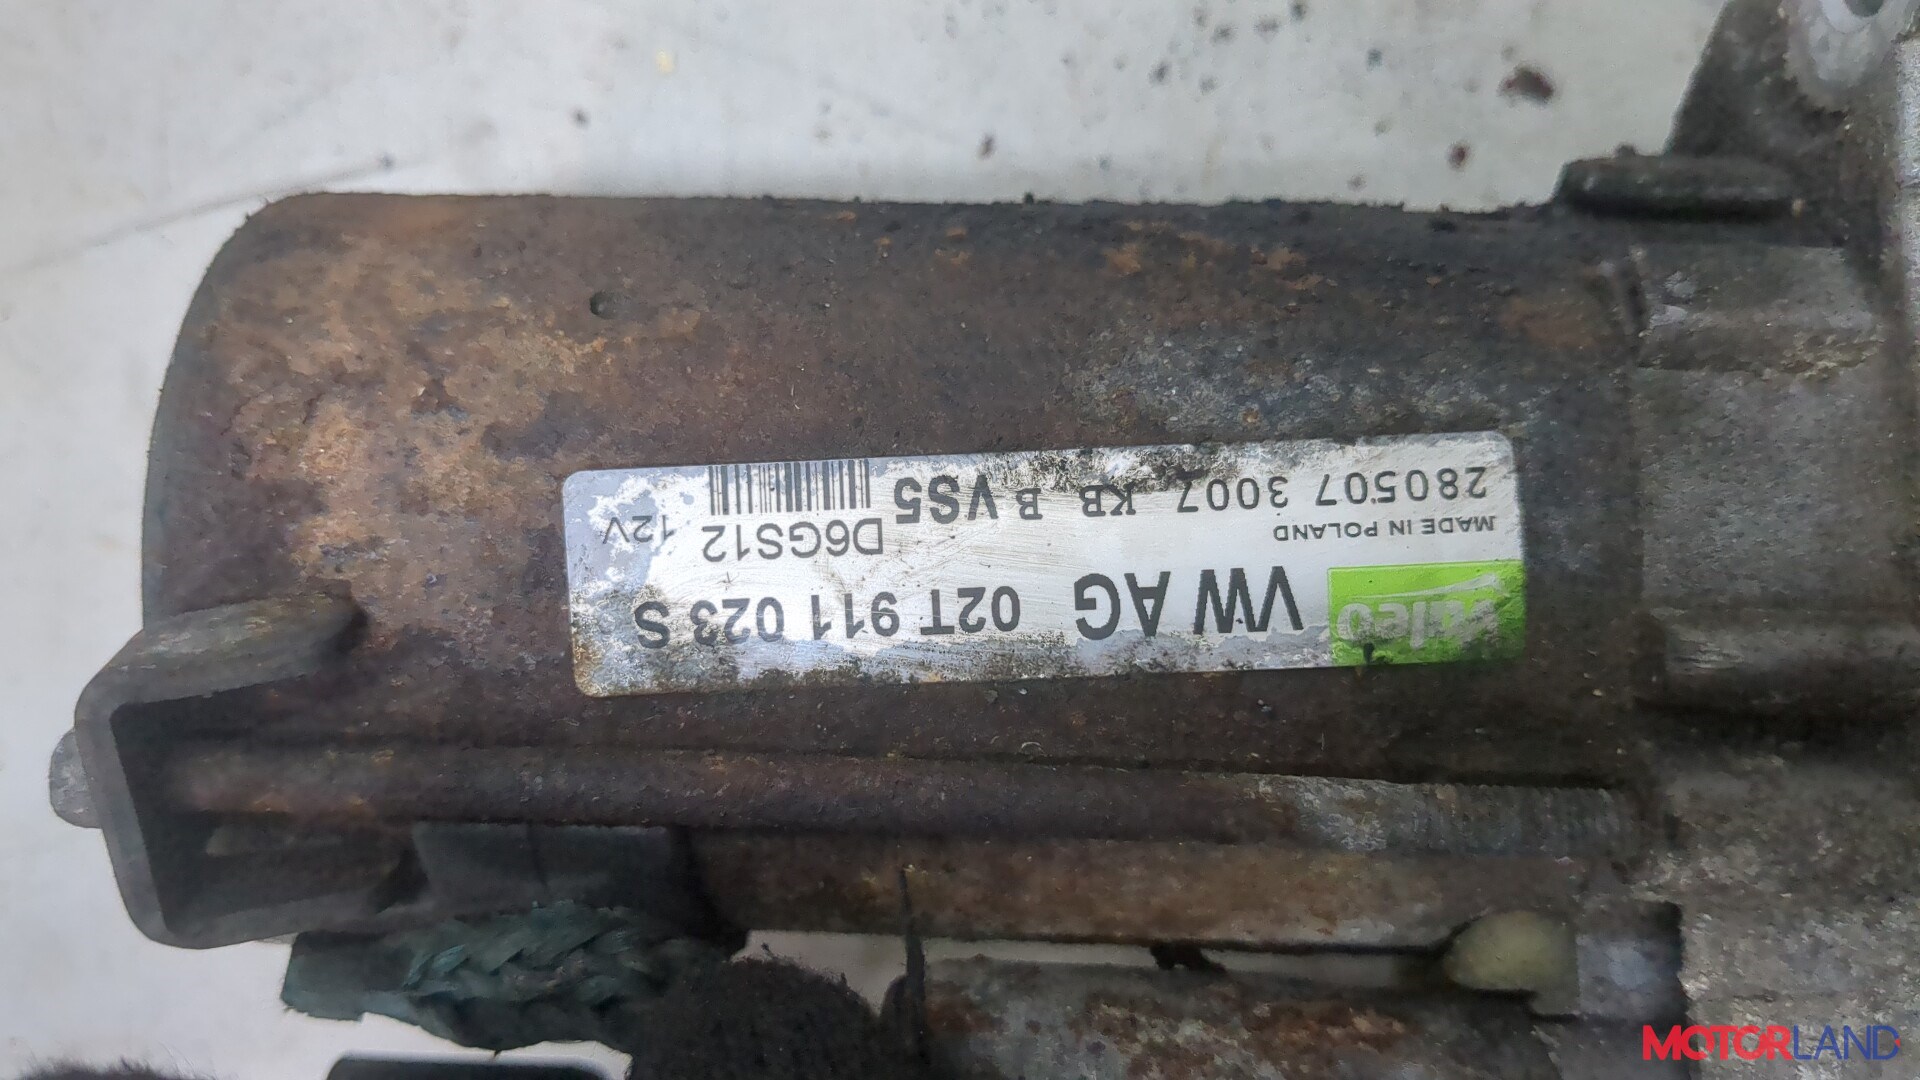 Valeo VW AG 02T 911 023 S
MADE IN POLAND D6GS12 12V
280507 3007 KB B VS5
MOTORLAND